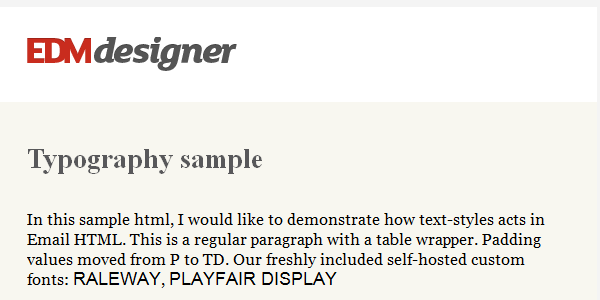 EDMdesigner
Typography sample
In this sample html, I would like to demonstrate how text-styles acts in
Email HTML. This is a regular paragraph with a table wrapper. Padding
values moved from P to TD. Our freshly included self-hosted custom
fonts: RALEWAY, PLAYFAIR DISPLAY